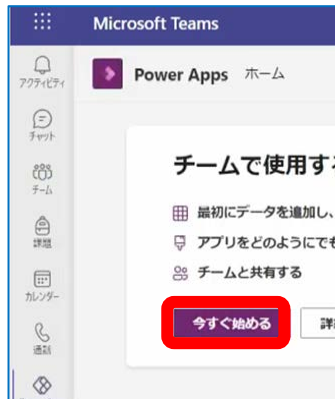 Microsoft Teams
アクティビティ
Power Apps ホーム
チャット
チームで使用する
チーム
最初にデータを追加し、
課題
アプリをどのようにでも
チームと共有する
カレンダー
今すぐ始める
詳
通話